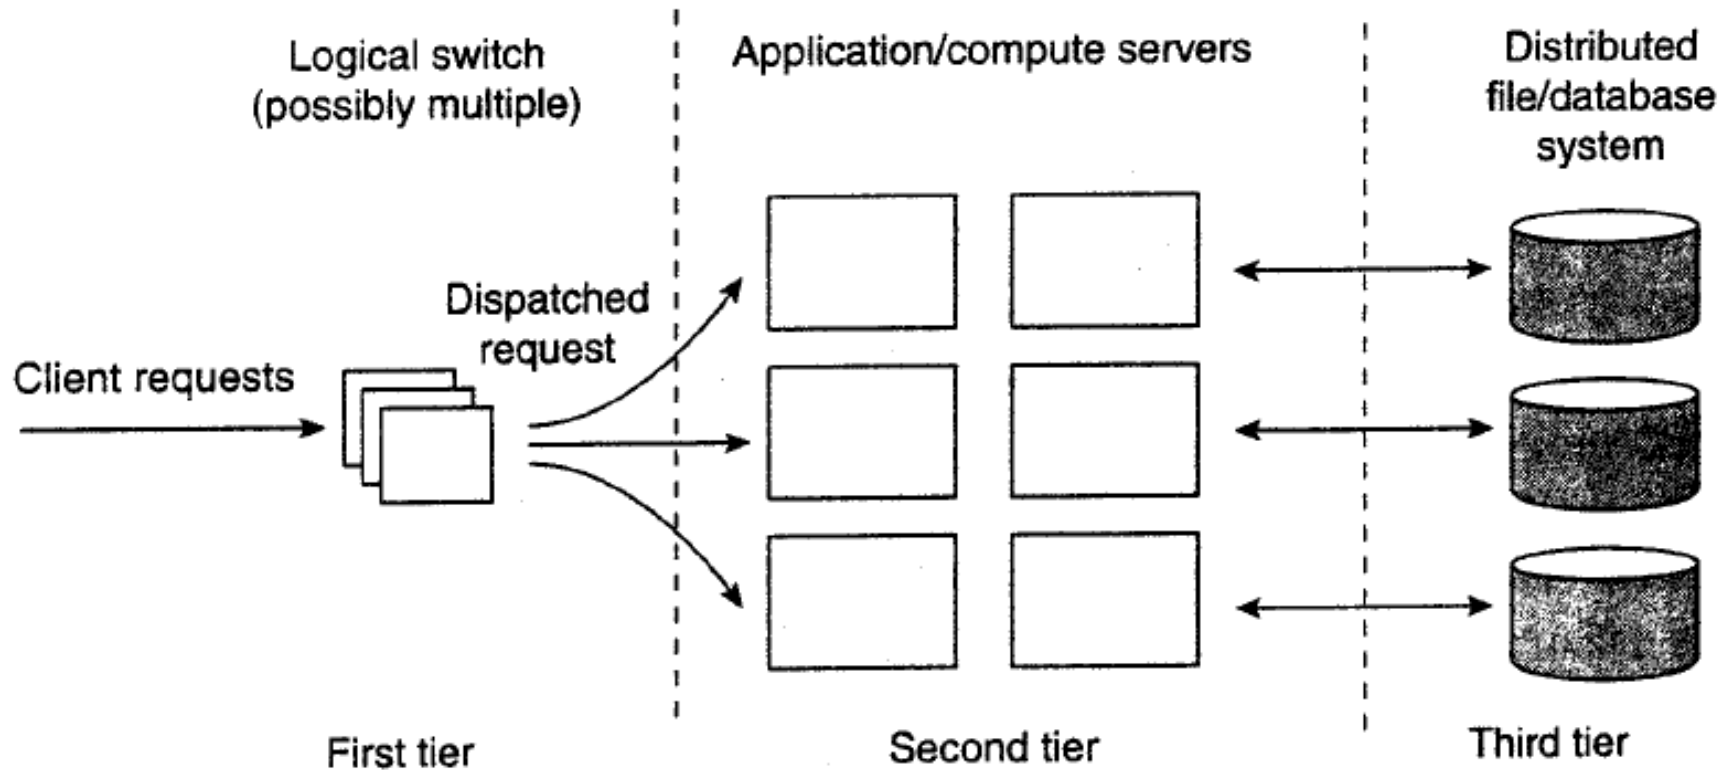 Logical switch
(possibly multiple)
Application/compute servers
Distributed
file/database
system
Dispatched
request
Client requests
First tier
Second tier
Third tier